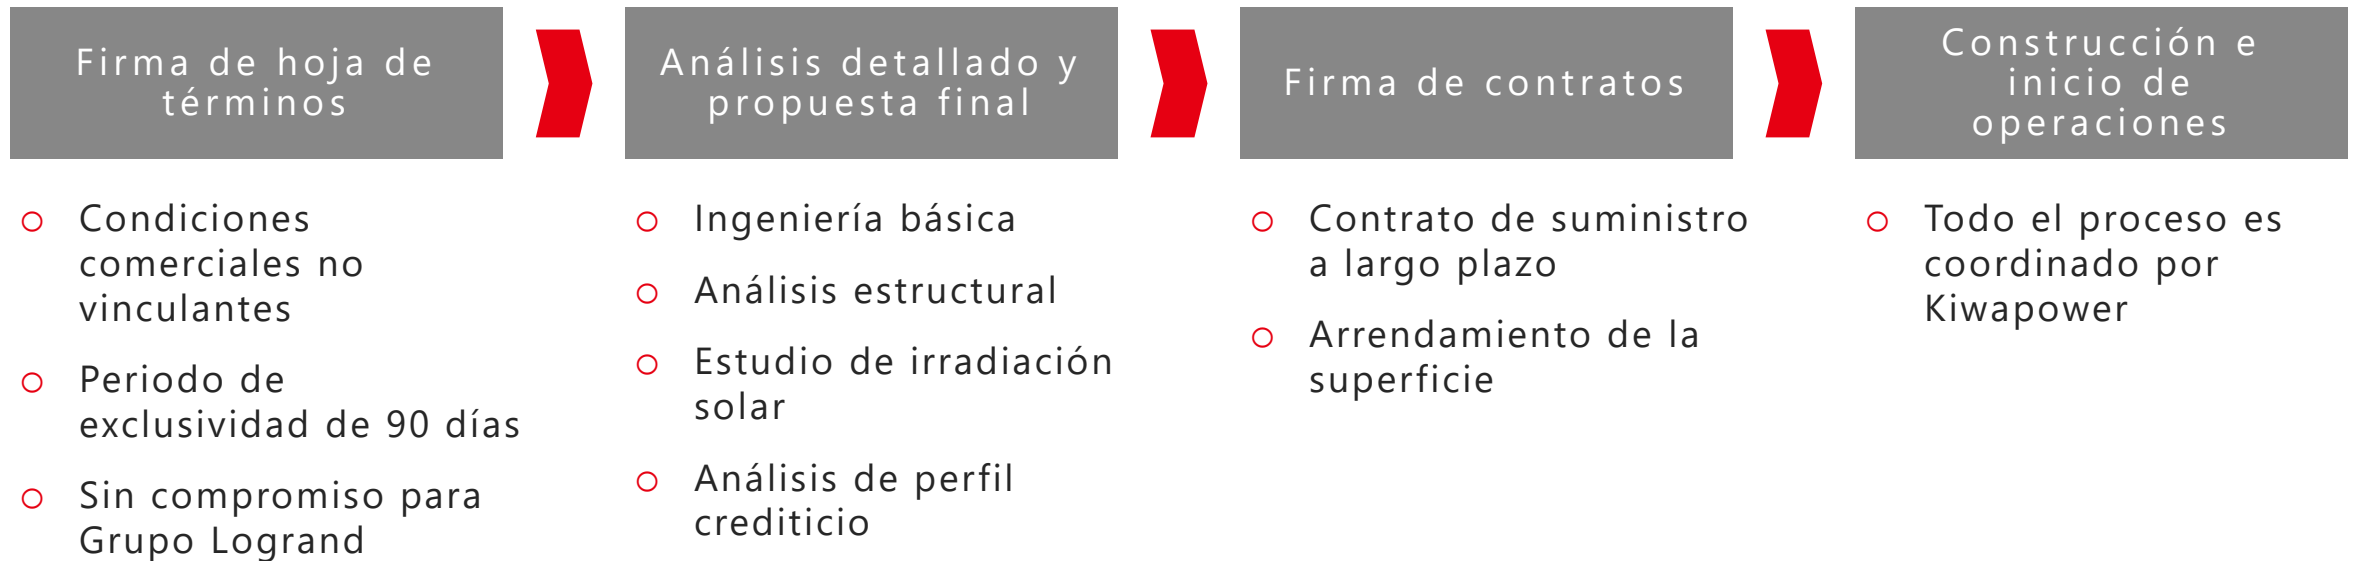 Firma de hoja de
términos
Condiciones
comerciales no
vinculantes
Periodo de
exclusividad de 90 días
Sin compromiso para
Grupo Logrand
Análisis detallado y
propuesta final
Ingeniería básica
Análisis estructural
Estudio de irradiación
solar
Análisis de perfil
crediticio
Firma de contratos
Contrato de suministro
a largo plazo
Arrendamiento de la
superficie
Construcción e
inicio de
operaciones
Todo el proceso es
coordinado por
Kiwapower